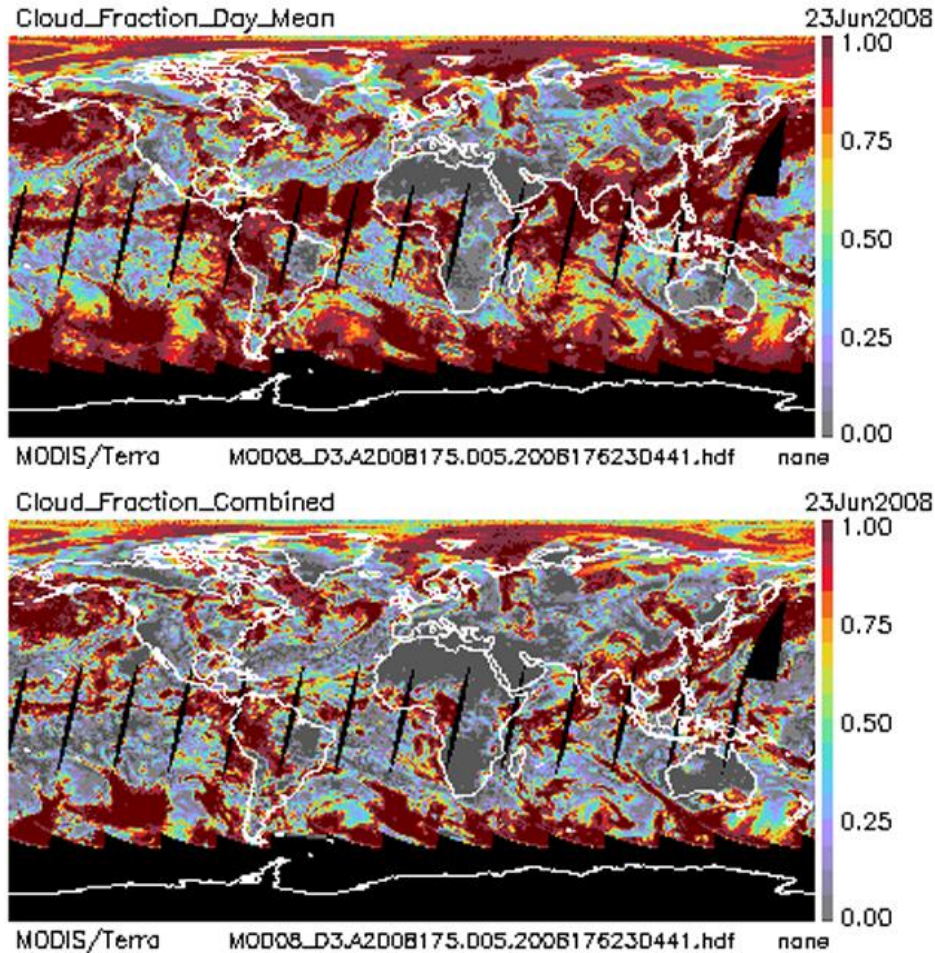 Cloud_Fraction_Day_Mean 23Jun2008
1.00
0.75
0.50
0.25
0.00
MODIS/Terra MOD08_D3.A2008175.005.2008176230441.hdf none
Cloud_Fraction_Combined 23Jun2008
1.00
0.75
0.50
0.25
0.00
MODIS/Terra MOD08_D3.A2008175.005.2008176230441.hdf none